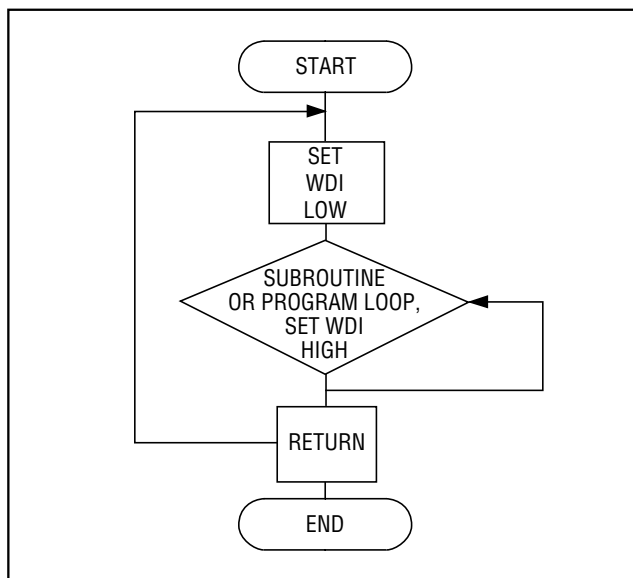 START
SET
WDI
LOW
SUBROUTINE
OR PROGRAM LOOP,
SET WDI
HIGH
RETURN
END